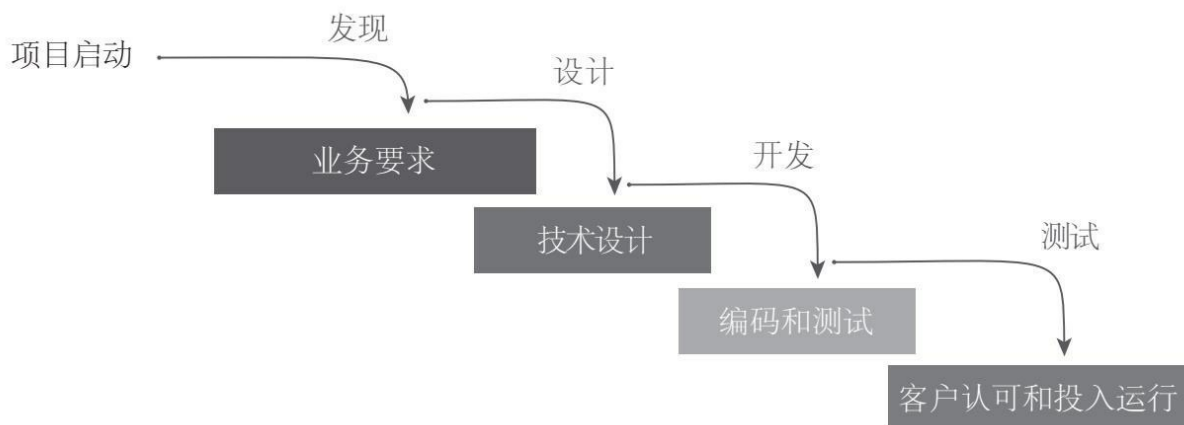 项目启动
发现
业务要求
设计
技术设计
开发
编码和测试
测试
客户认可和投入运行